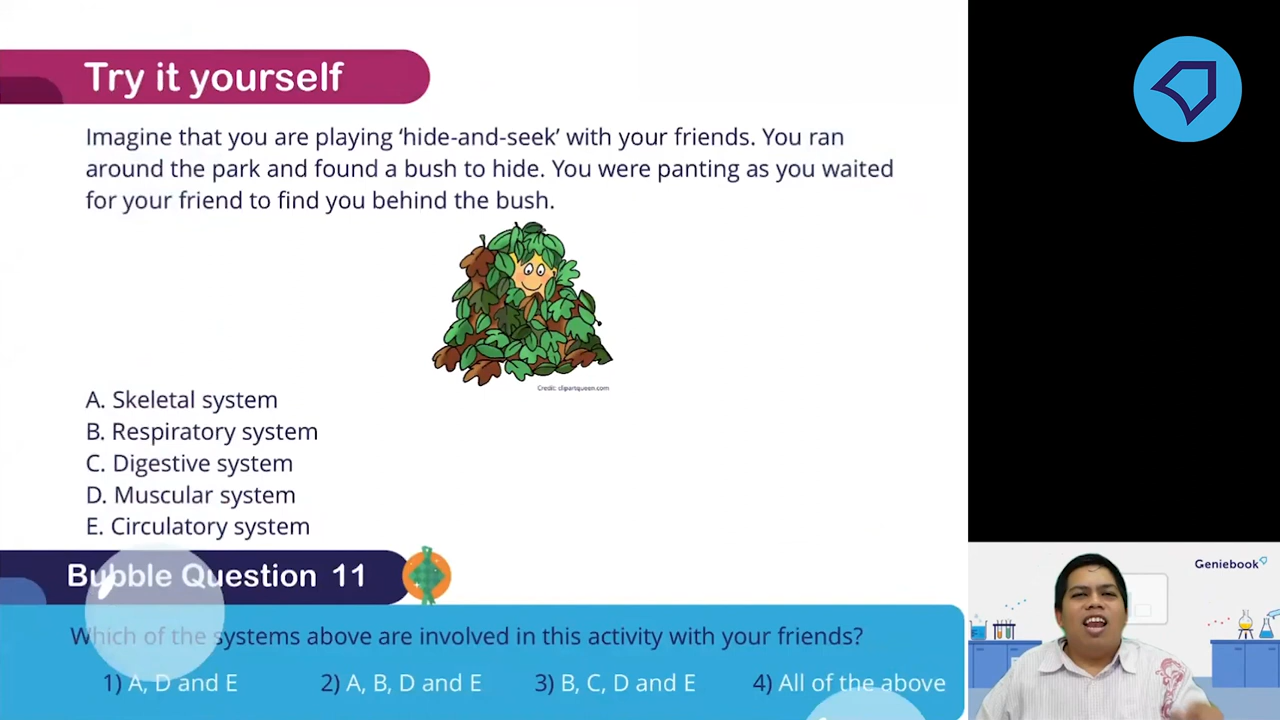 Try it yourself
Imagine that you are playing ‘hide-and-seek’ with your friends. You ran
around the park and found a bush to hide. You were panting as you waited
for your friend to find you behind the bush.
Credit: clipartqueen.com
A. Skeletal system
B. Respiratory system
C. Digestive system
D. Muscular system
E. Circulatory system
Bubble Question 11
Which of the systems above are involved in this activity with your friends?
1) A, D and E 2) A, B, D and E 3) B, C, D and E 4) All of the above
Geniebook